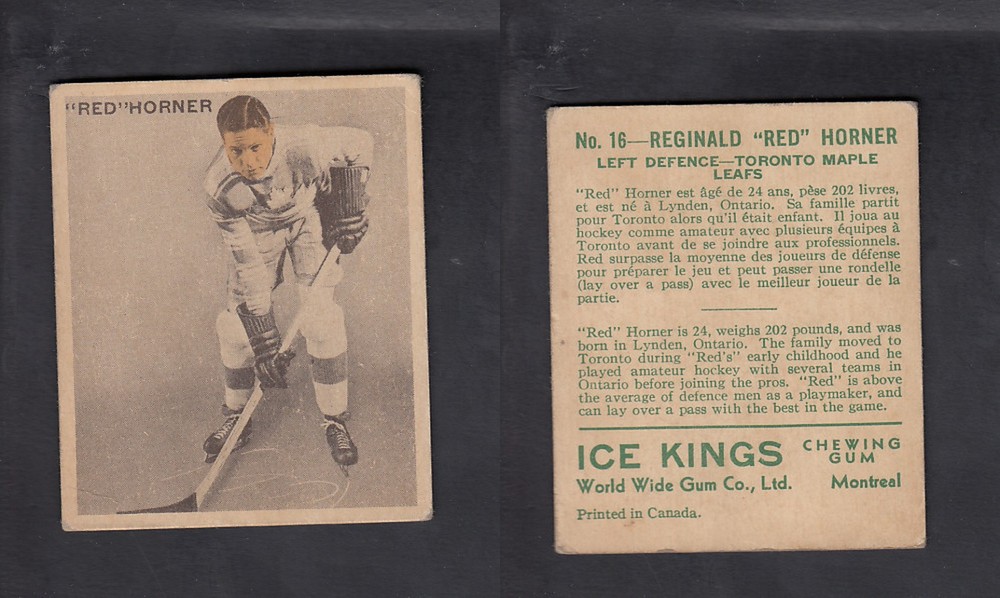 "RED" HORNER
No. 16—REGINALD "RED" HORNER
LEFT DEFENCE—TORONTO MAPLE
LEAFS
"Red" Horner est âgé de 24 ans, pèse 202 livres,
et est né à Lynden, Ontario. Sa famille partit
pour Toronto alors qu'il était enfant. Il joua au
hockey comme amateur avec plusieurs équipes à
Toronto avant de se joindre aux professionnels.
Red surpasse la moyenne des joueurs de défense
pour préparer le jeu et peut passer une rondelle
(lay over a pass) avec le meilleur joueur de la
partie.
"Red" Horner is 24, weighs 202 pounds, and was
born in Lynden, Ontario. The family moved to
Toronto during "Red's" early childhood and he
played amateur hockey with several teams in
Ontario before joining the pros. "Red" is above
the average of defence men as a playmaker, and
can lay over a pass with the best in the game.
ICE KINGS CHEWING
GUM
World Wide Gum Co., Ltd. Montreal
Printed in Canada.